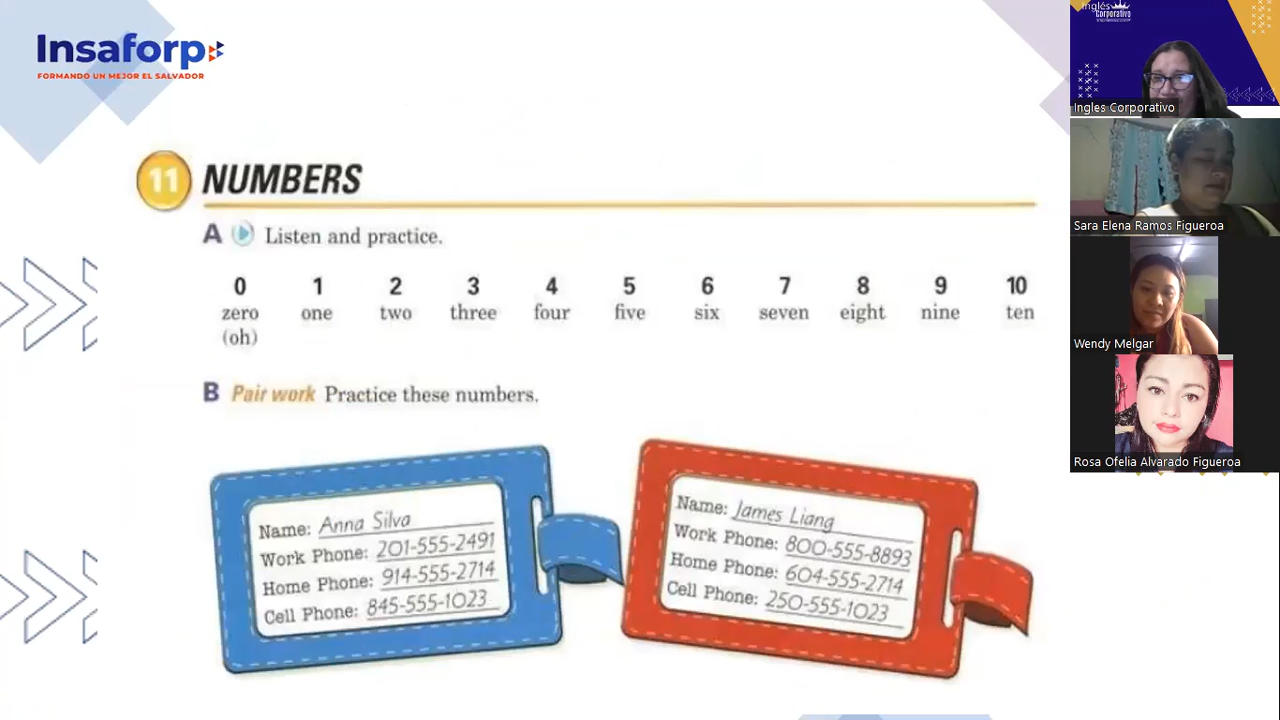 Insaforp
FORMANDO UN MEJOR EL SALVADOR
11 NUMBERS
A Listen and practice.
0 1 2 3 4 5 6 7 8 9 10
zero one two three four five six seven eight nine ten
(oh)
B Pair work Practice these numbers.
Name: Anna Silva
Work Phone: 201-555-2491
Home Phone: 914-555-2714
Cell Phone: 845-555-1023
Name: James Liang
Work Phone: 800-555-8893
Home Phone: 604-555-2714
Cell Phone: 250-555-1023
Inglés
Corporativo
Ingles Corporativo
Sara Elena Ramos Figueroa
Wendy Melgar
Rosa Ofelia Alvarado Figueroa